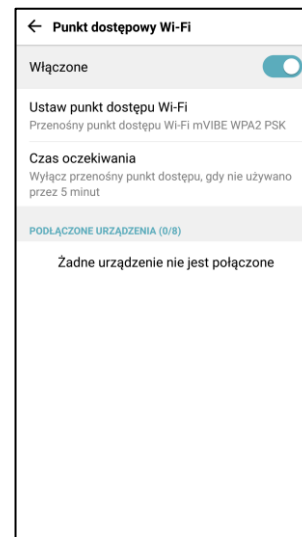 Punkt dostępowy Wi-Fi
Włączone
Ustaw punkt dostępu Wi-Fi
Przenośny punkt dostępu Wi-Fi mVIBE WPA2 PSK
Czas oczekiwania
Wyłącz przenośny punkt dostępu, gdy nie używano
przez 5 minut
PODŁĄCZONE URZĄDZENIA (0/8)
Żadne urządzenie nie jest połączone